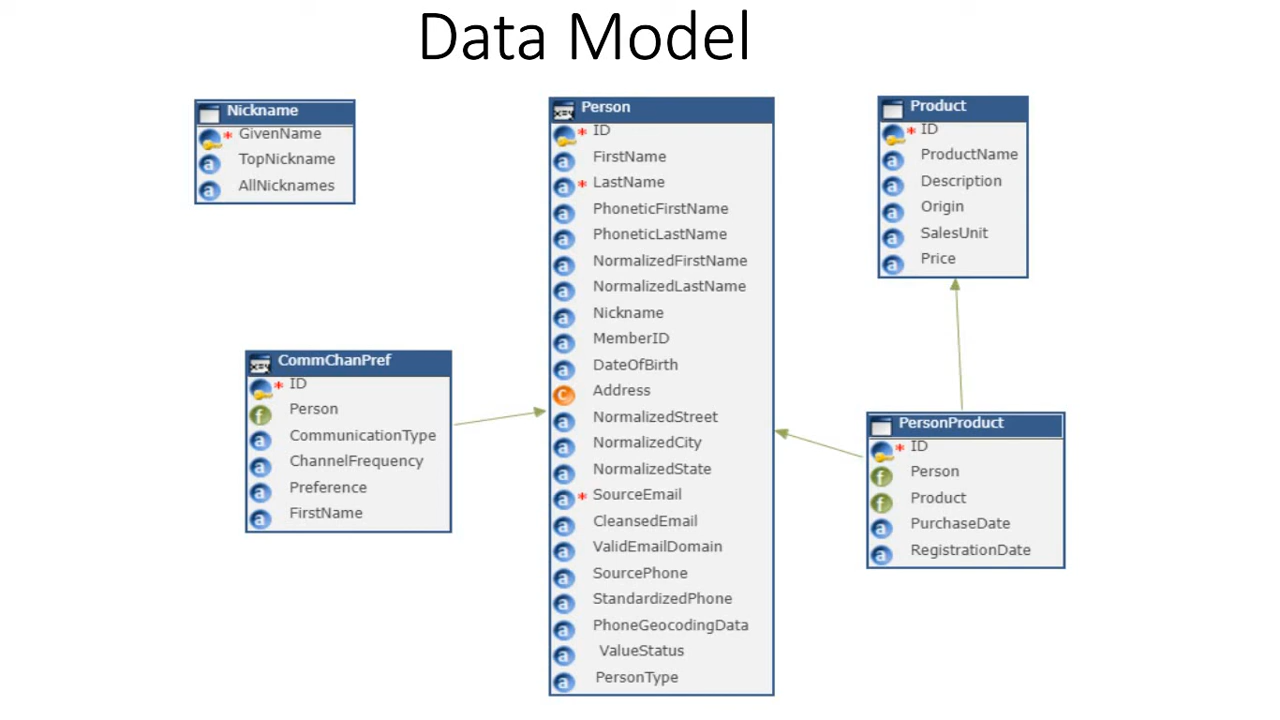 Data Model
Nickname
* GivenName
TopNickname
AllNicknames
CommChanPref
* ID
Person
CommunicationType
ChannelFrequency
Preference
FirstName
Person
* ID
FirstName
* LastName
PhoneticFirstName
PhoneticLastName
NormalizedFirstName
NormalizedLastName
Nickname
MemberID
DateOfBirth
Address
NormalizedStreet
NormalizedCity
NormalizedState
* SourceEmail
CleansedEmail
ValidEmailDomain
SourcePhone
StandardizedPhone
PhoneGeocodingData
ValueStatus
PersonType
Product
* ID
ProductName
Description
Origin
SalesUnit
Price
PersonProduct
* ID
Person
Product
PurchaseDate
RegistrationDate